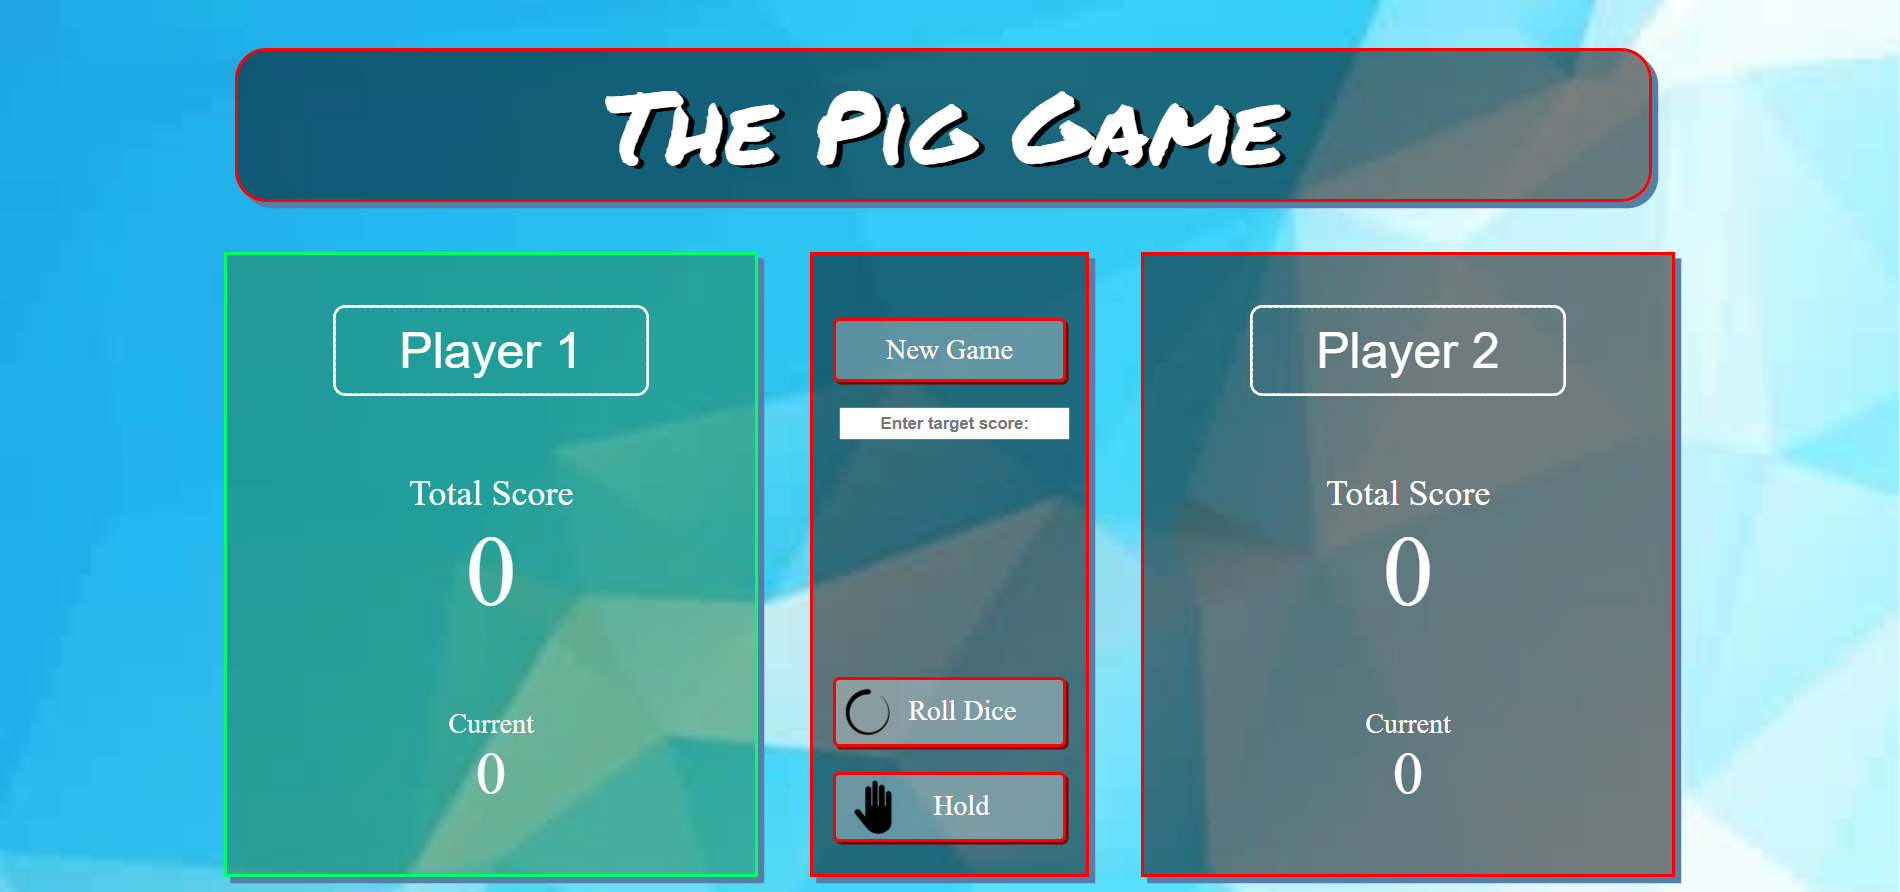 The Pig Game
Player 1
Total Score
0
Current
0
New Game
Enter target score:
Roll Dice
Hold
Player 2
Total Score
0
Current
0